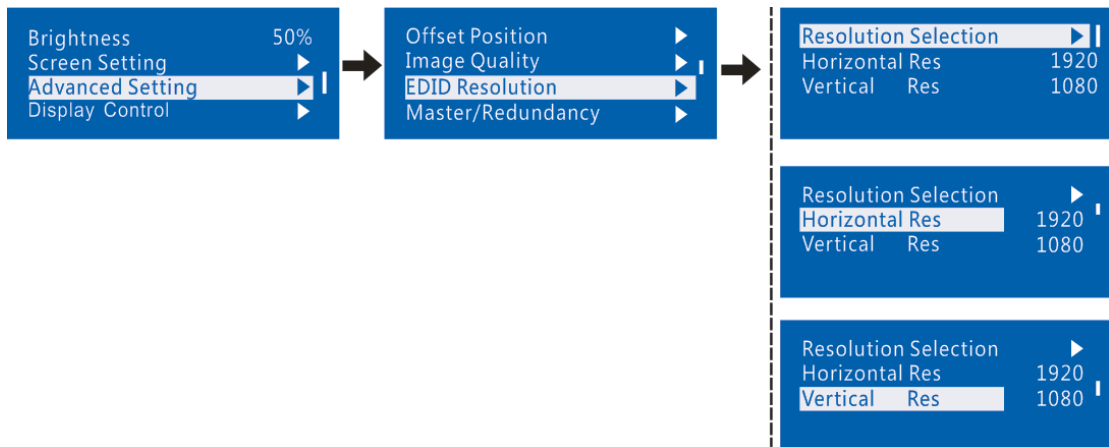 Brightness 50%
Screen Setting
Advanced Setting
Display Control
Offset Position
Image Quality
EDID Resolution
Master/Redundancy
Resolution Selection
Horizontal Res 1920
Vertical Res 1080
Resolution Selection
Horizontal Res 1920
Vertical Res 1080
Resolution Selection
Horizontal Res 1920
Vertical Res 1080